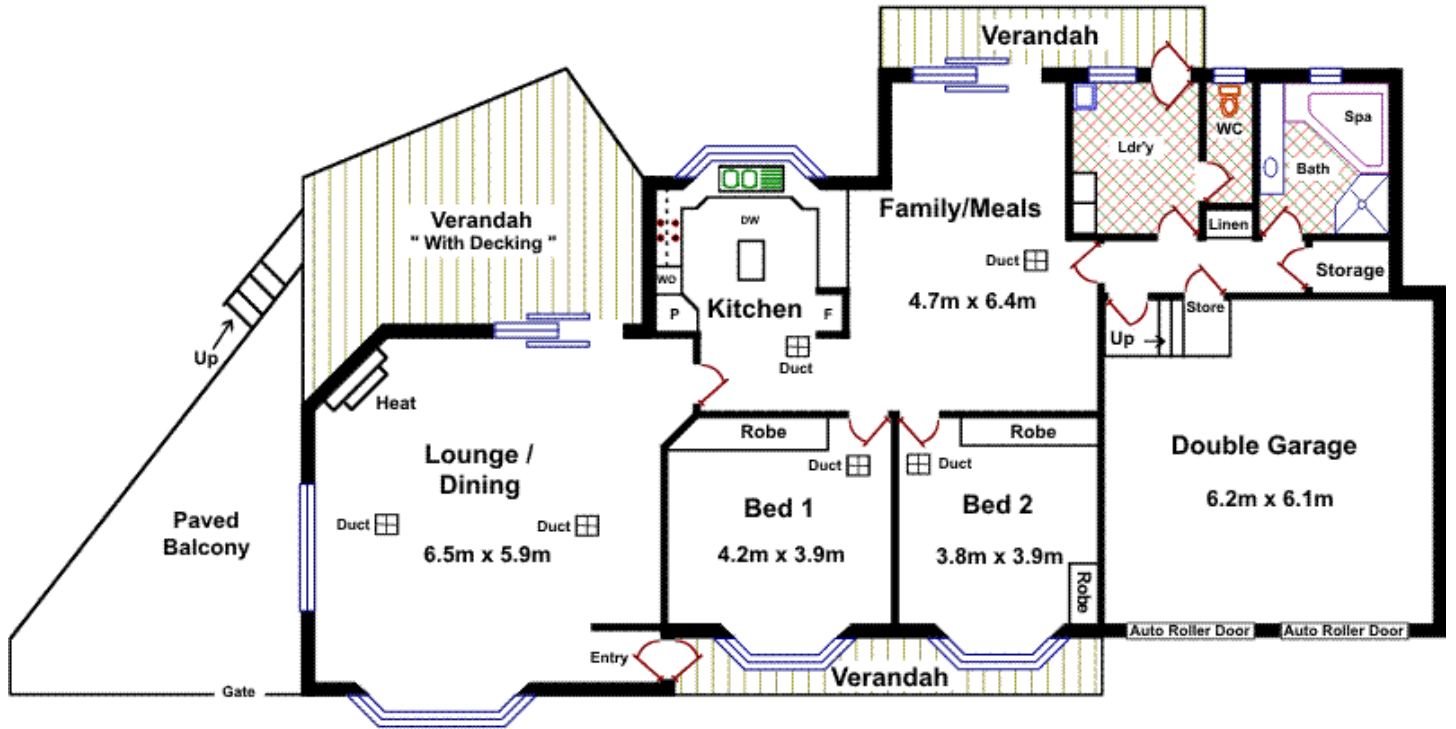 Verandah
Spa
WC
Ldr'y
Bath
Verandah
" With Decking "
Family/Meals
DW
Linen
Duct
Storage
WO
Kitchen
4.7m x 6.4m
P
F
Store
Up
Up
Duct
Heat
Robe
Robe
Double Garage
Lounge /
Dining
Duct
Duct
6.2m x 6.1m
Bed 1
Bed 2
Paved
Balcony
Duct
Duct
6.5m x 5.9m
4.2m x 3.9m
3.8m x 3.9m
Robe
Auto Roller Door
Auto Roller Door
Entry
Verandah
Gate